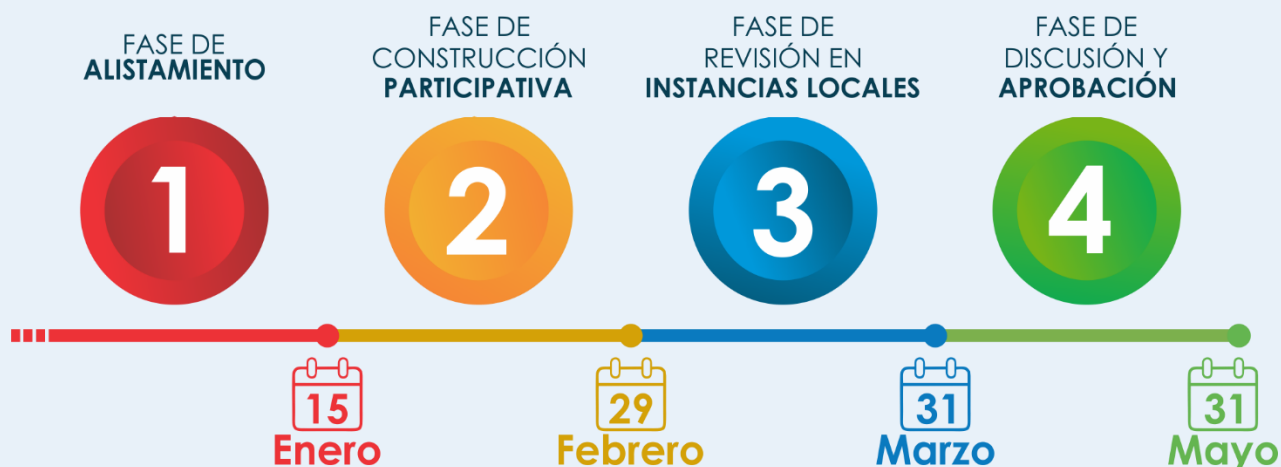 FASE DE
ALISTAMIENTO
FASE DE
CONSTRUCCIÓN
PARTICIPATIVA
FASE DE
REVISIÓN EN
INSTANCIAS LOCALES
FASE DE
DISCUSIÓN Y
APROBACIÓN
1
2
3
4
15
Enero
29
Febrero
31
Marzo
31
Mayo